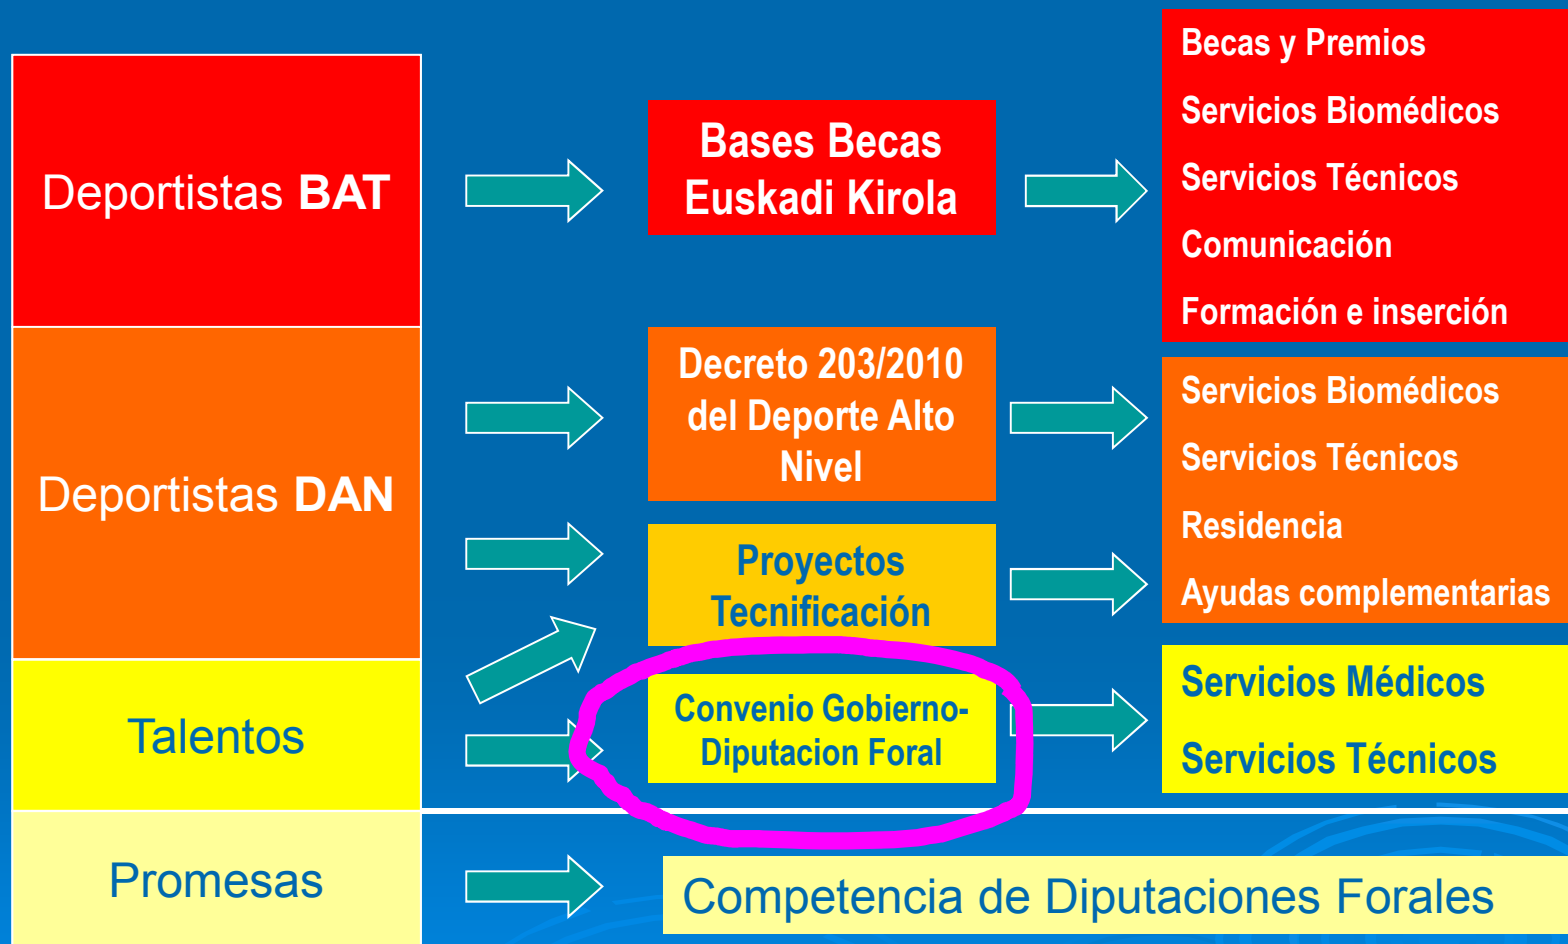 Deportistas BAT
Bases Becas
Euskadi Kirola
Becas y Premios
Servicios Biomédicos
Servicios Técnicos
Comunicación
Formación e inserción
Deportistas DAN
Decreto 203/2010
del Deporte Alto
Nivel
Proyectos
Tecnificación
Servicios Biomédicos
Servicios Técnicos
Residencia
Ayudas complementarias
Talentos
Convenio Gobierno-
Diputacion Foral
Servicios Médicos
Servicios Técnicos
Promesas
Competencia de Diputaciones Forales